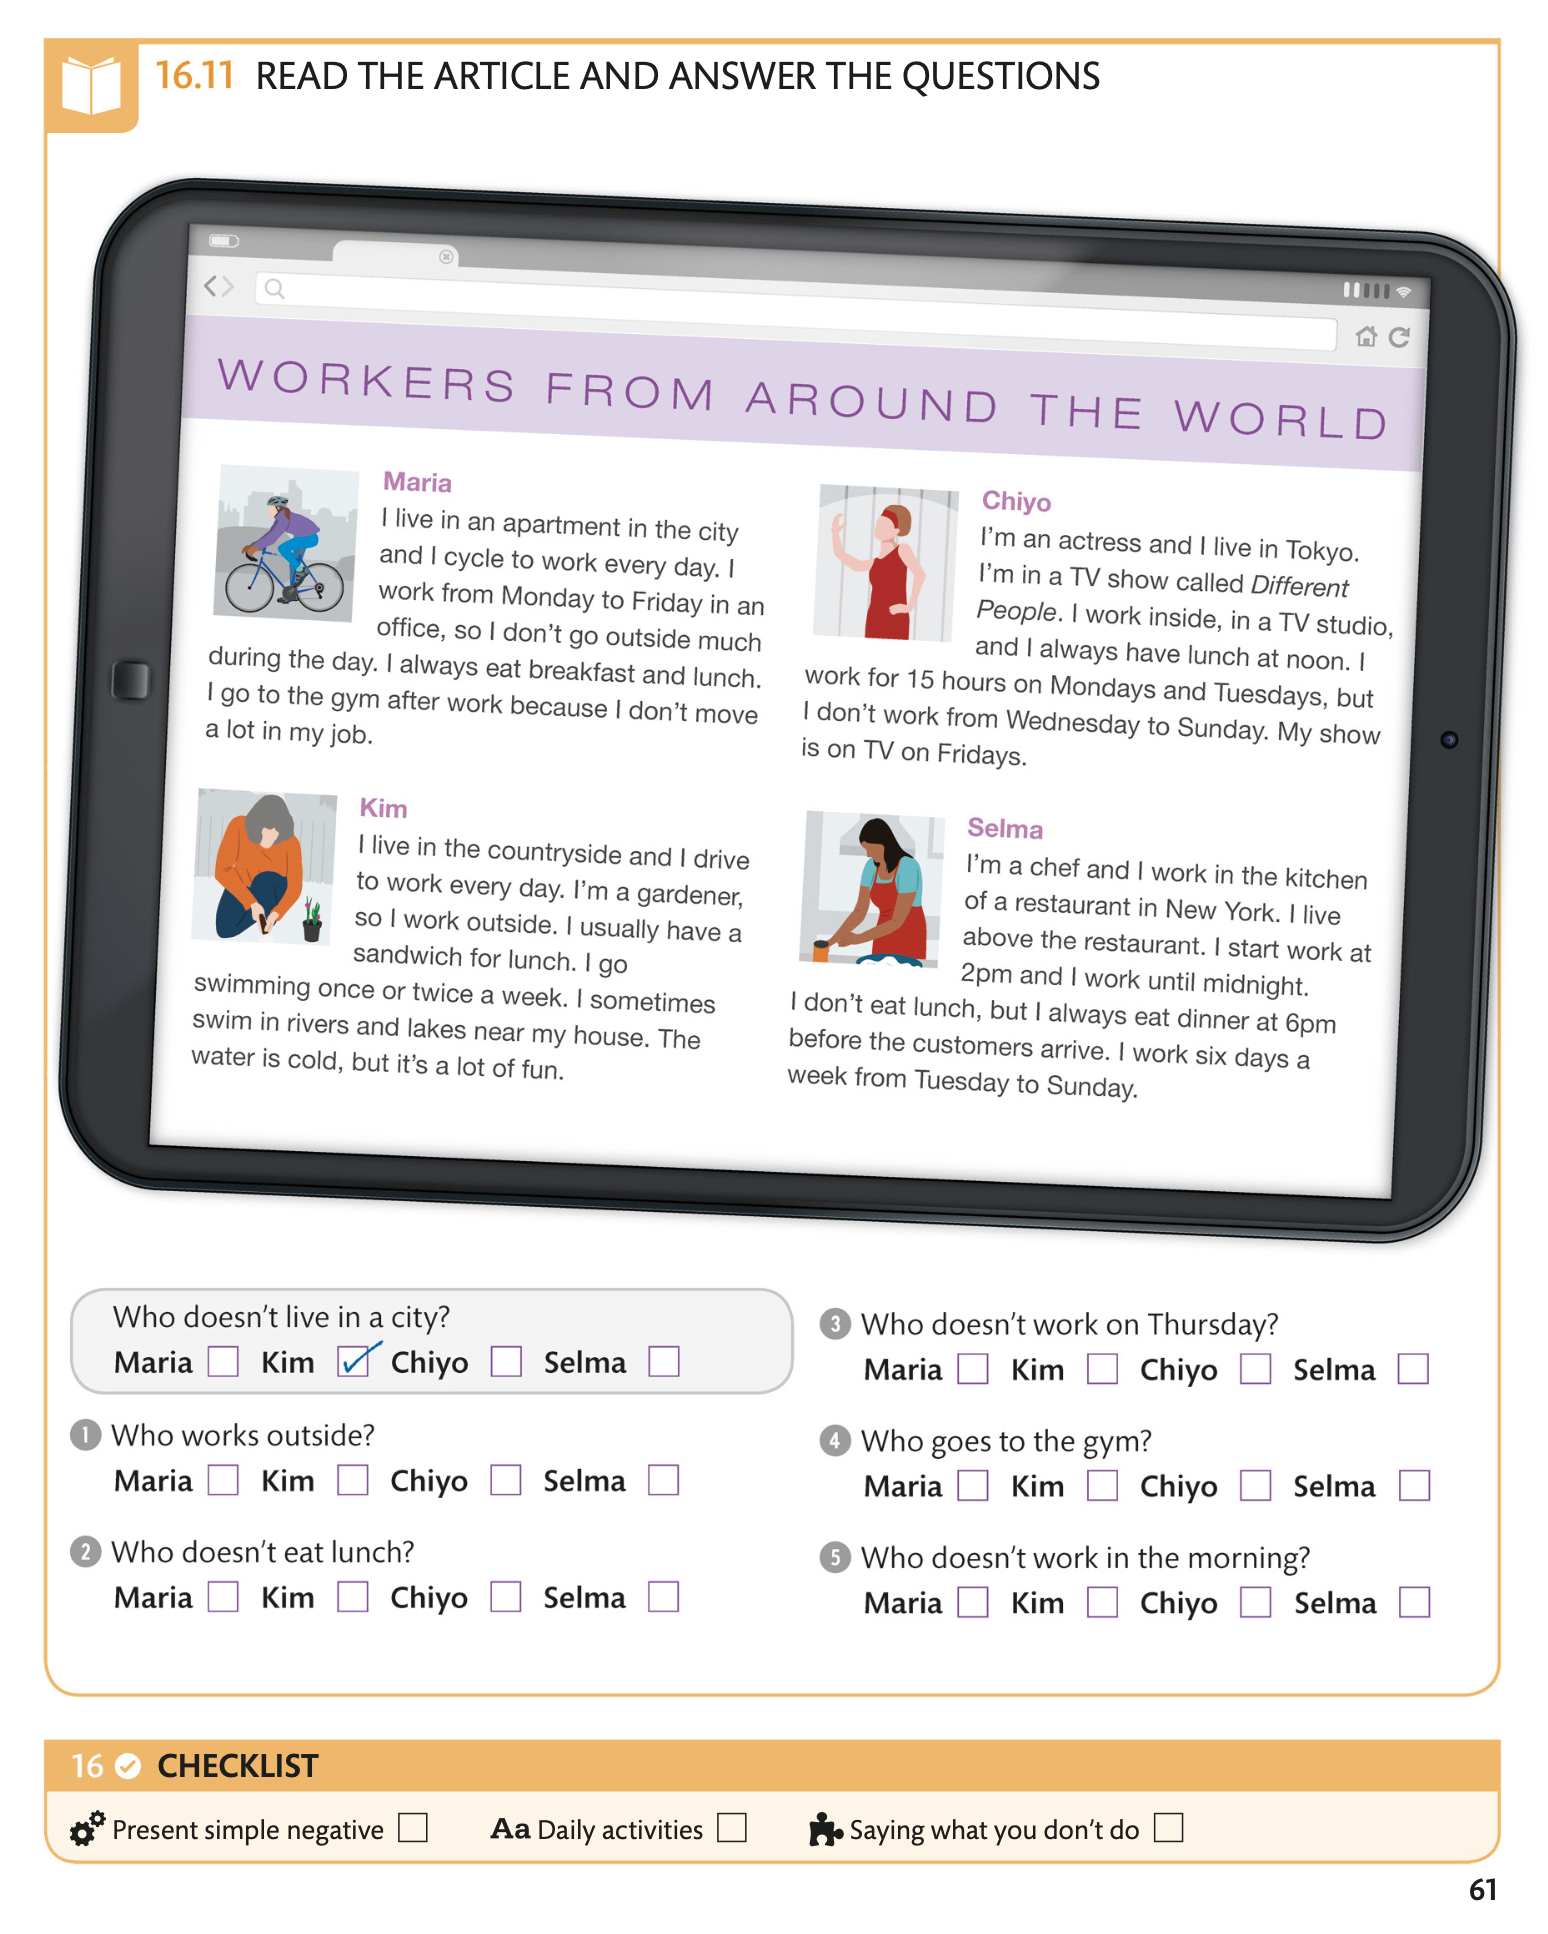 16.11 READ THE ARTICLE AND ANSWER THE QUESTIONS
WORKERS FROM AROUND THE WORLD
Maria
I live in an apartment in the city
and I cycle to work every day. I
work from Monday to Friday in an
office, so I don't go outside much
during the day. I always eat breakfast and lunch.
I go to the gym after work because I don't move
a lot in my job.
Chiyo
I'm an actress and I live in Tokyo.
I'm in a TV show called Different
People. I work inside, in a TV studio,
and I always have lunch at noon. I
work for 15 hours on Mondays and Tuesdays, but
I don't work from Wednesday to Sunday. My show
is on TV on Fridays.
Kim
I live in the countryside and I drive
to work every day. I'm a gardener,
so I work outside. I usually have a
sandwich for lunch. I go
swimming once or twice a week. I sometimes
swim in rivers and lakes near my house. The
water is cold, but it's a lot of fun.
Selma
I'm a chef and I work in the kitchen
of a restaurant in New York. I live
above the restaurant. I start work at
2pm and I work until midnight.
I don't eat lunch, but I always eat dinner at 6pm
before the customers arrive. I work six days a
week from Tuesday to Sunday.
Who doesn't live in a city?
Maria Kim Chiyo Selma
1 Who works outside?
Maria Kim Chiyo Selma
2 Who doesn't eat lunch?
Maria Kim Chiyo Selma
3 Who doesn't work on Thursday?
Maria Kim Chiyo Selma
4 Who goes to the gym?
Maria Kim Chiyo Selma
5 Who doesn't work in the morning?
Maria Kim Chiyo Selma
16 CHECKLIST
Present simple negative Aa Daily activities Saying what you don't do
61